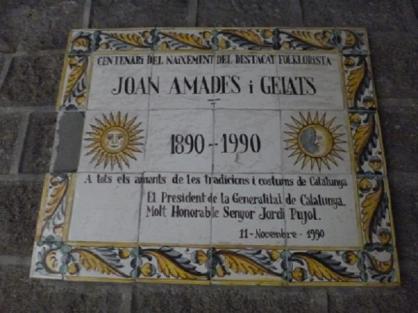 CENTENARI DEL NAIXEMENT DEL DESTACAT FOLKLORISTA
JOAN AMADES i GELATS
1890 - 1990
A tots els amants de les tradicions i costums de Catalunya
El President de la Generalitat de Catalunya,
Molt Honorable Senyor Jordi Pujol.
11 - Novembre - 1990